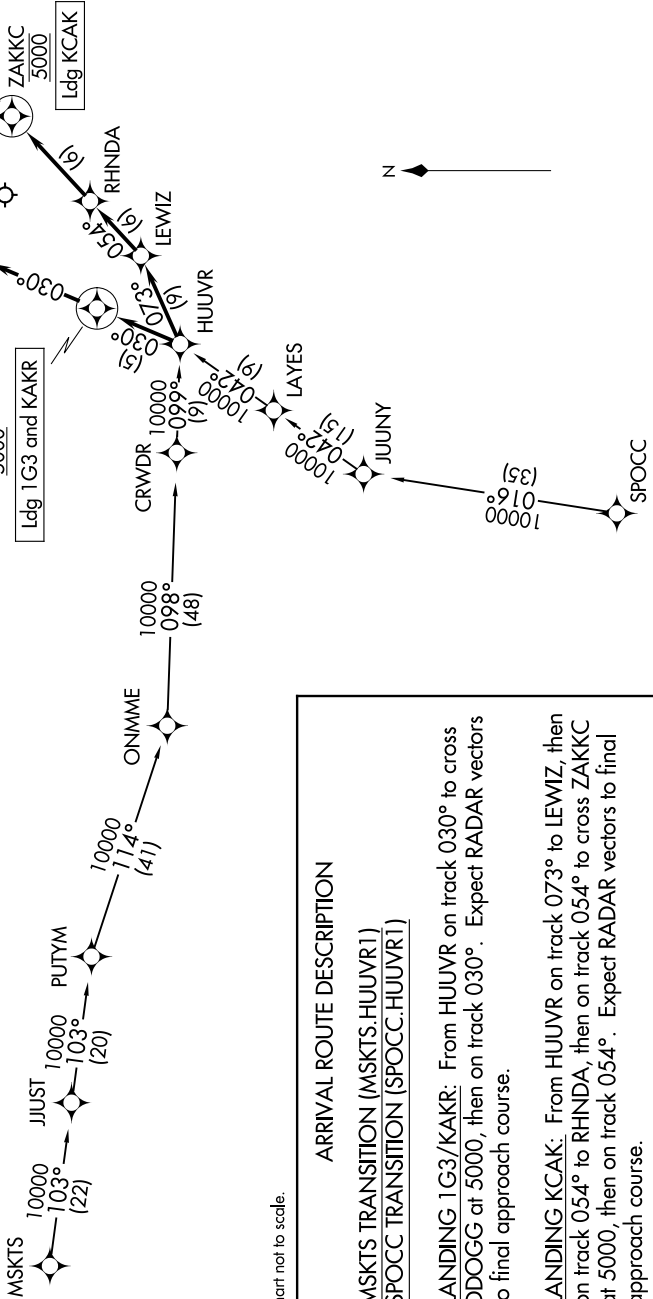 ZAKKC
5000
Ldg KCAK
(6)
RHNDA
(6)
054°
LEWIZ
030°
073°
(6)
HUUVR
030°
(5)
Ldg 1G3 and KAKR
N
10000
099°
(9)
CRWDR
10000
042°
(9)
LAYES
10000
042°
(15)
JUUNY
10000
016°
(35)
SPOCC
10000
098°
(48)
ONMME
10000
114°
(41)
PUTYM
10000
103°
(20)
JJUST
10000
103°
(22)
MSKTS
art not to scale.
ARRIVAL ROUTE DESCRIPTION
MSKTS TRANSITION (MSKTS.HUUVR1)
SPOCC TRANSITION (SPOCC.HUUVR1)
ANDING 1G3/KAKR: From HUUVR on track 030° to cross
DOGG at 5000, then on track 030°. Expect RADAR vectors
o final approach course.
ANDING KCAK: From HUUVR on track 073° to LEWIZ, then
on track 054° to RHNDA, then on track 054° to cross ZAKKC
at 5000, then on track 054°. Expect RADAR vectors to final
approach course.